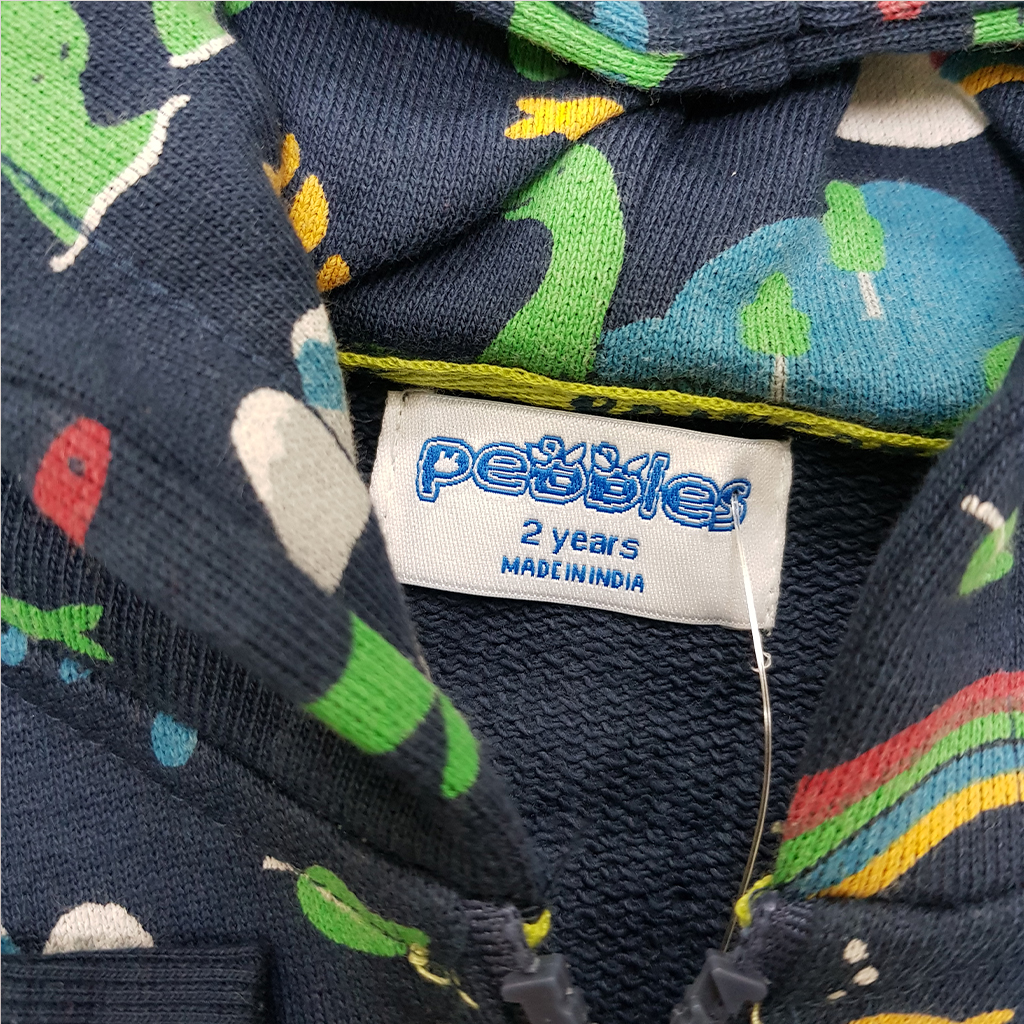 pebbles
2 years
MADE IN INDIA